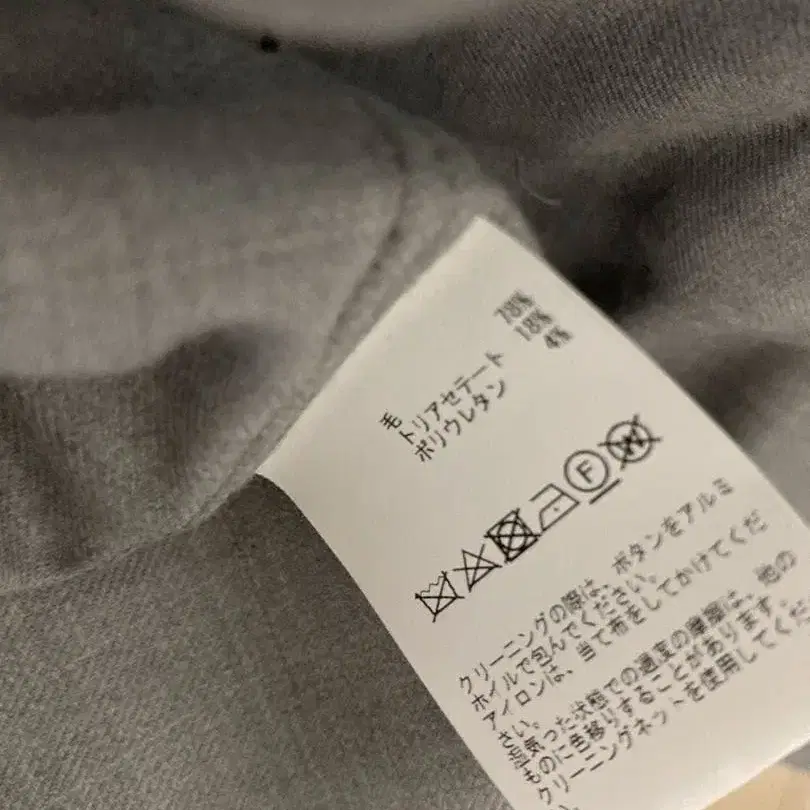 毛 78%
トリアセテート 18%
ポリウレタン 4%
F
W
クリーニングの際は、ボタンをアルミ
ホイルで包んでください。
アイロンは、当て布をしてかけてくだ
さい。
湿った状態での過度の摩擦は、他の
ものに色移りすることがあります。
クリーニングネットを使用してくだ